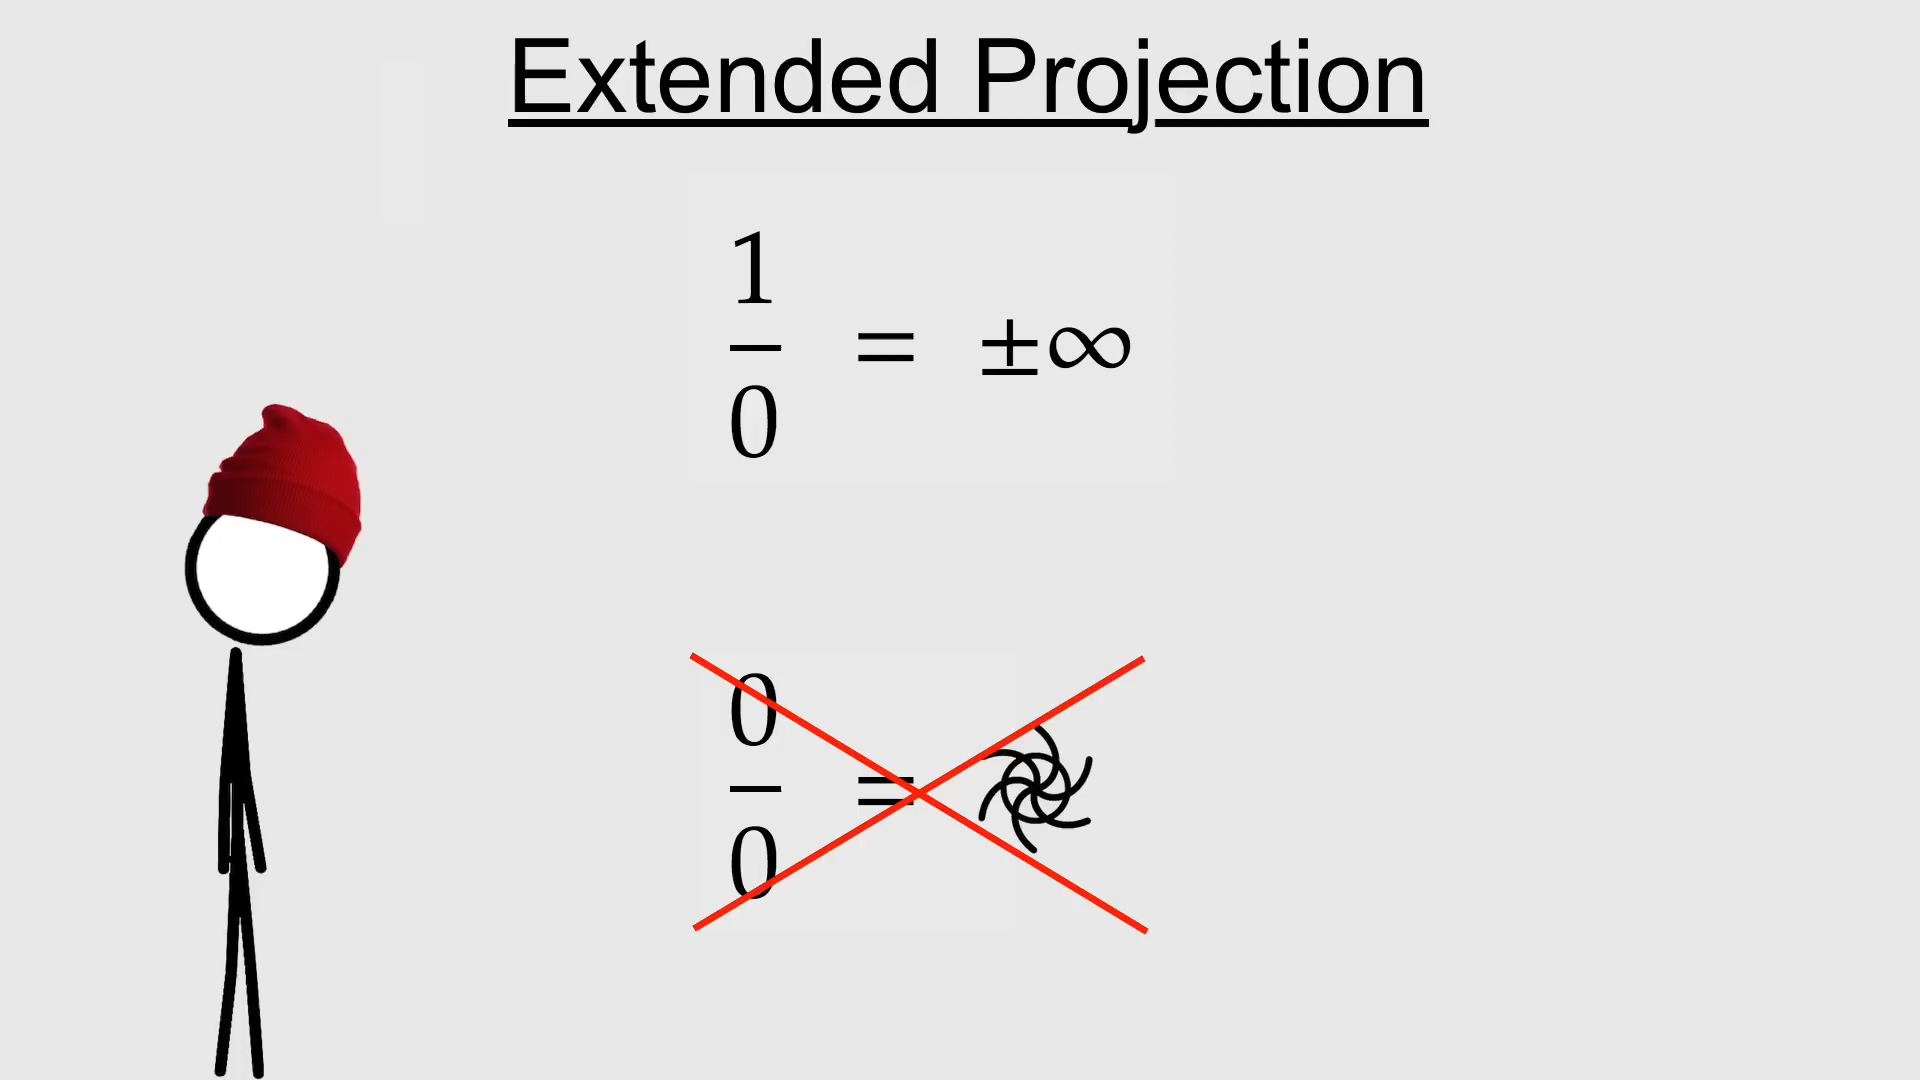 Extended Projection
1
— = ±∞
0
0
— =
0